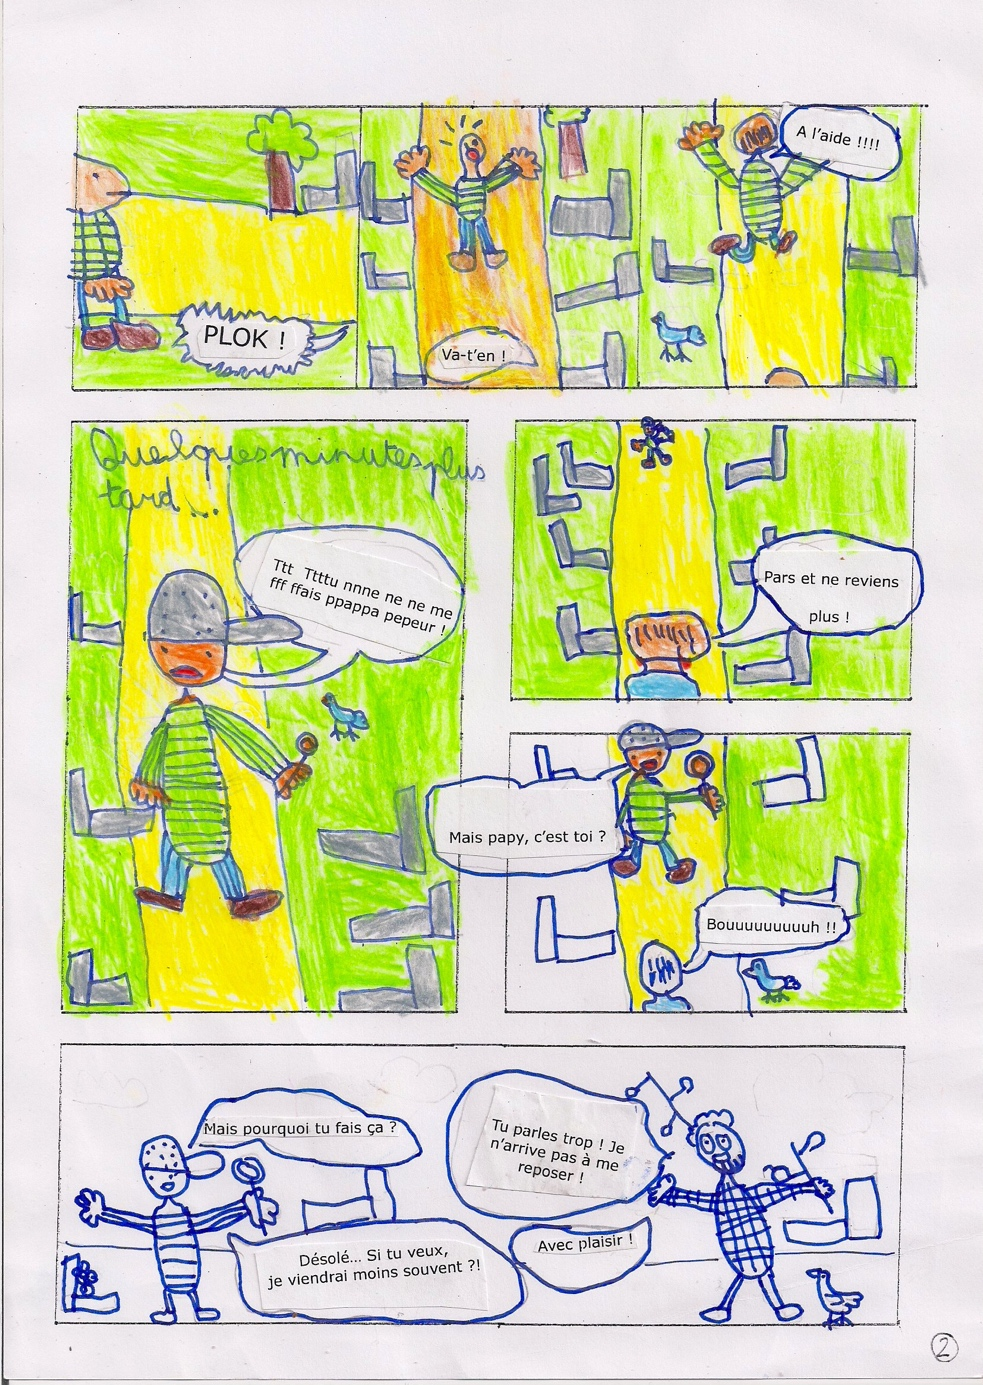 PLOK !
Va-t'en !
A l'aide !!!!
Quelques minutes plus
tard...
Ttt Ttttu nnne ne ne me
fff ffais ppappa pepeur !
Pars et ne reviens
plus !
Mais papy, c'est toi ?
Bouuuuuuuuuh !!
Mais pourquoi tu fais ça ?
Tu parles trop ! Je
n'arrive pas à me
reposer !
Désolé... Si tu veux,
je viendrai moins souvent ?!
Avec plaisir !
2